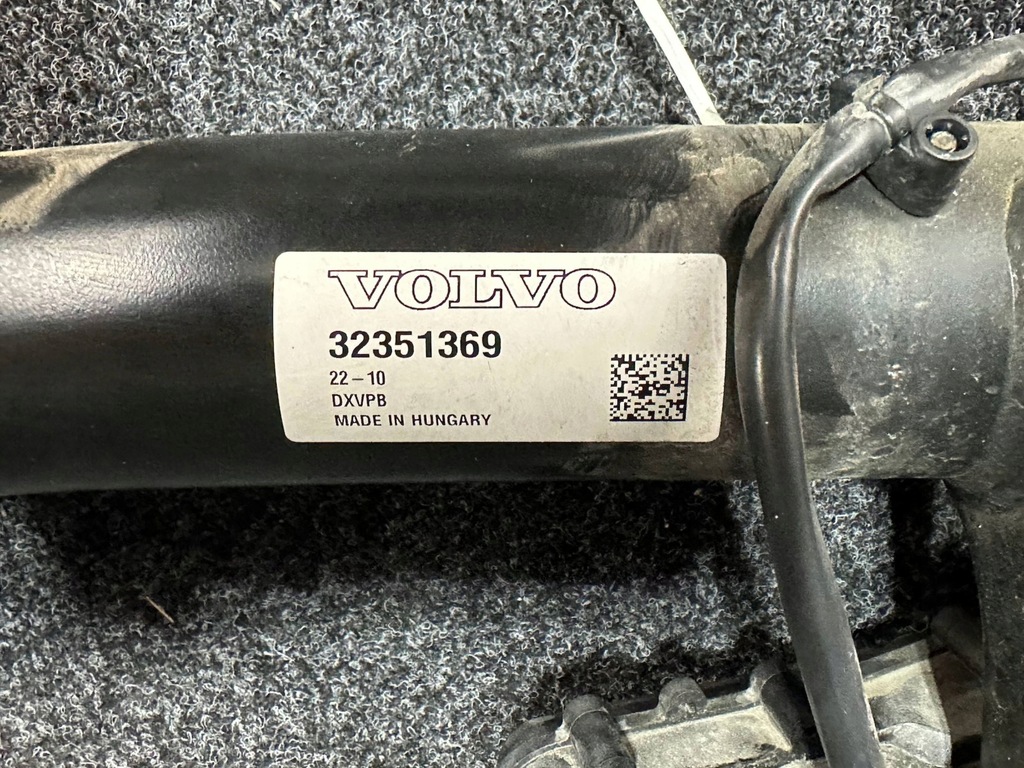 VOLVO
32351369
22-10
DXVPB
MADE IN HUNGARY